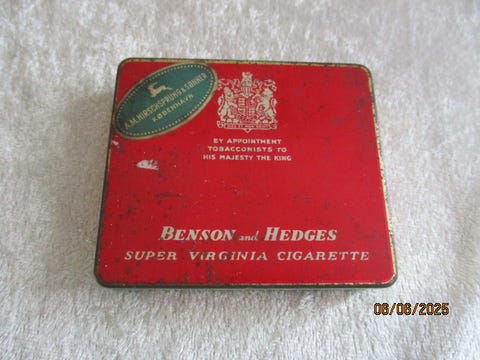 A.M. HIRSCHSPRUNG & SØNNER
KØBENHAVN
BY APPOINTMENT
TOBACCONISTS TO
HIS MAJESTY THE KING
BENSON and HEDGES
SUPER VIRGINIA CIGARETTE
06/06/2025